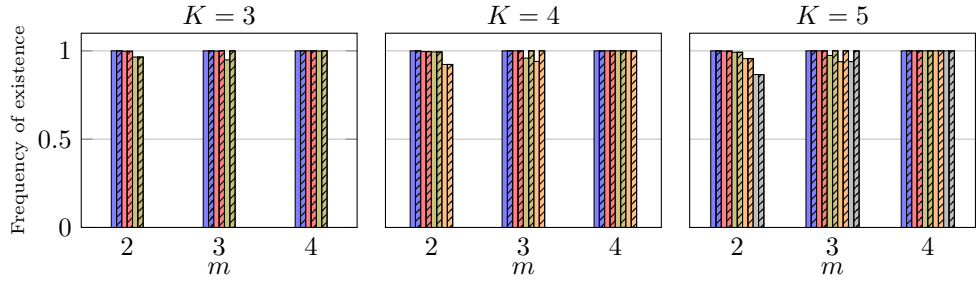 K = 3
K = 4
K = 5
Frequency of existence
1
0.5
0
2 3 4
2 3 4
2 3 4
m
m
m